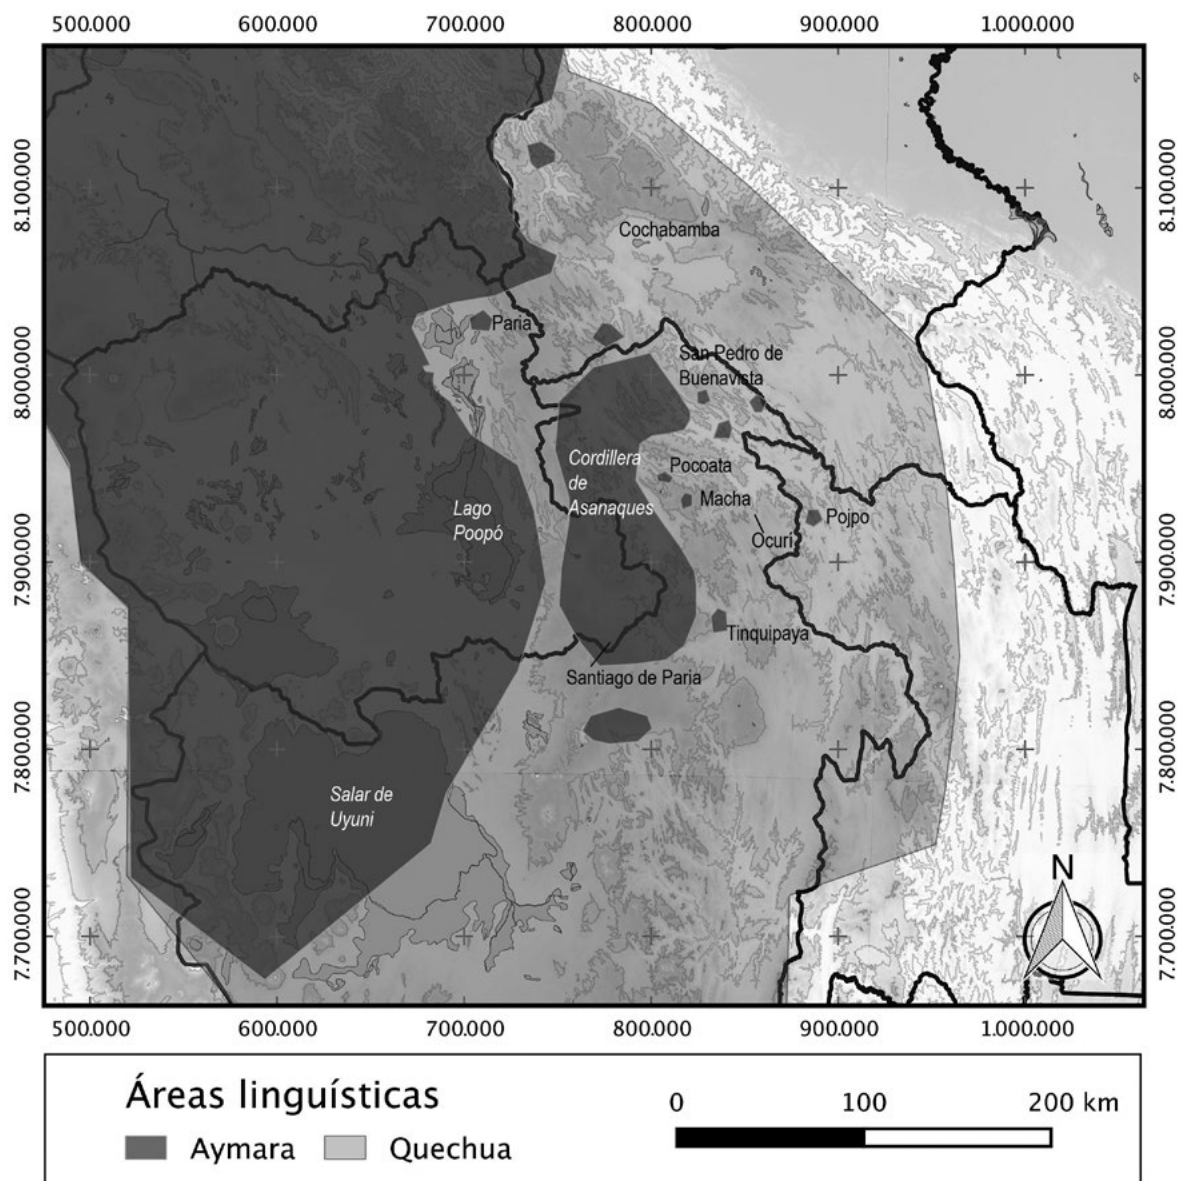 500.000 600.000 700.000 800.000 900.000 1.000.000
8.100.000 8.100.000
Cochabamba
Paria
8.000.000 8.000.000
San Pedro de
Buenavista
Cordillera
de
Asanaques
Pocoata
Macha
Lago
Poopó
Pojpo
Ocurí
7.900.000 7.900.000
Tinquipaya
Santiago de Paria
7.800.000 7.800.000
Salar de
Uyuni
N
7.700.000 7.700.000
500.000 600.000 700.000 800.000 900.000 1.000.000
Áreas linguísticas
Aymara Quechua
0 100 200 km